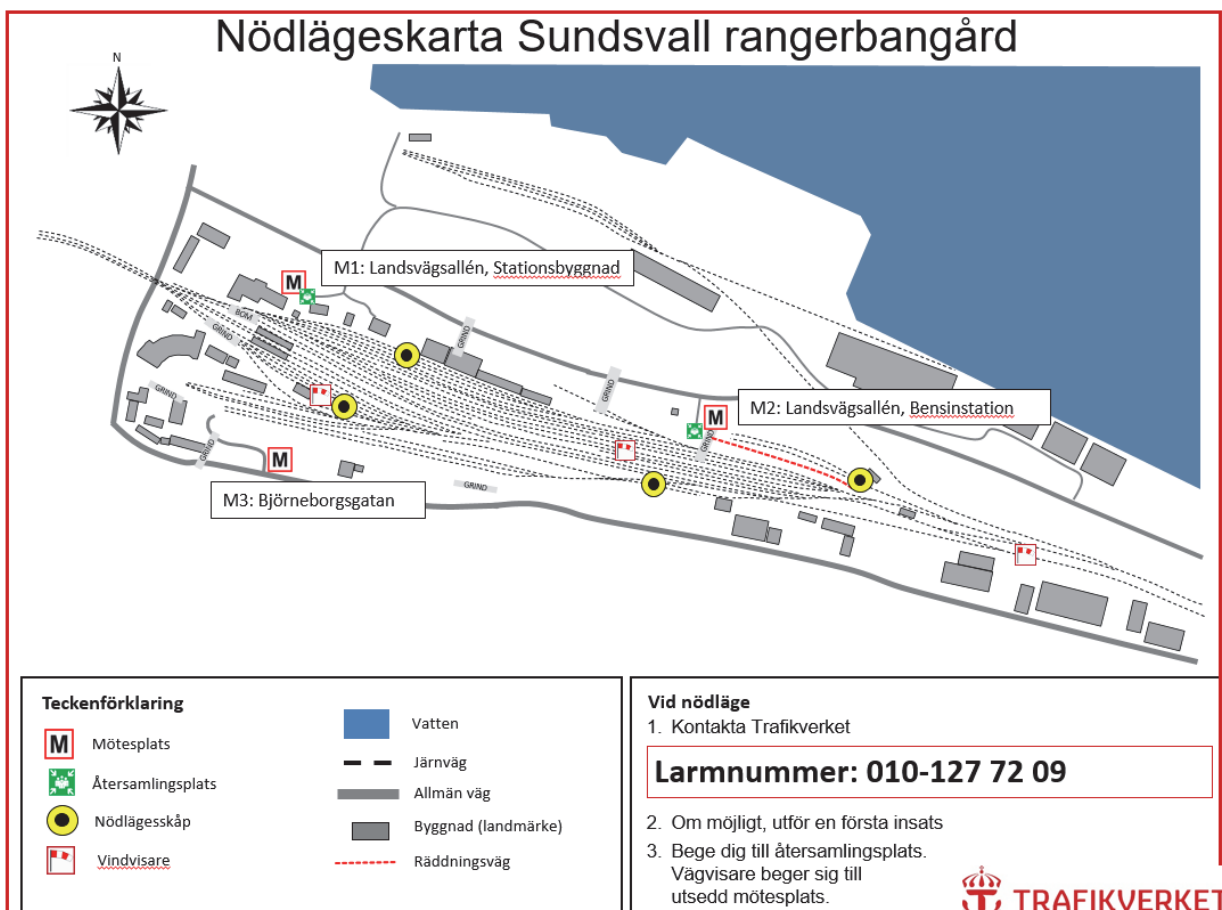 Nödlägeskarta Sundsvall rangerbangård
N
M1: Landsvägsallén, Stationsbyggnad
M
BOM
GRIND
GRIND
GRIND
GRIND
M2: Landsvägsallén, Bensinstation
M
GRIND
GRIND
M
GRIND
GRIND
M3: Björneborgsgatan
Teckenförklaring
M Mötesplats
Återsamlingsplats
Nödlägesskåp
Vindvisare
Vatten
Järnväg
Allmän väg
Byggnad (landmärke)
Räddningsväg
Vid nödläge
1. Kontakta Trafikverket
Larmnummer: 010-127 72 09
2. Om möjligt, utför en första insats
3. Bege dig till återsamlingsplats.
Vägvisare beger sig till
utsedd mötesplats.
TRAFIKVERKET